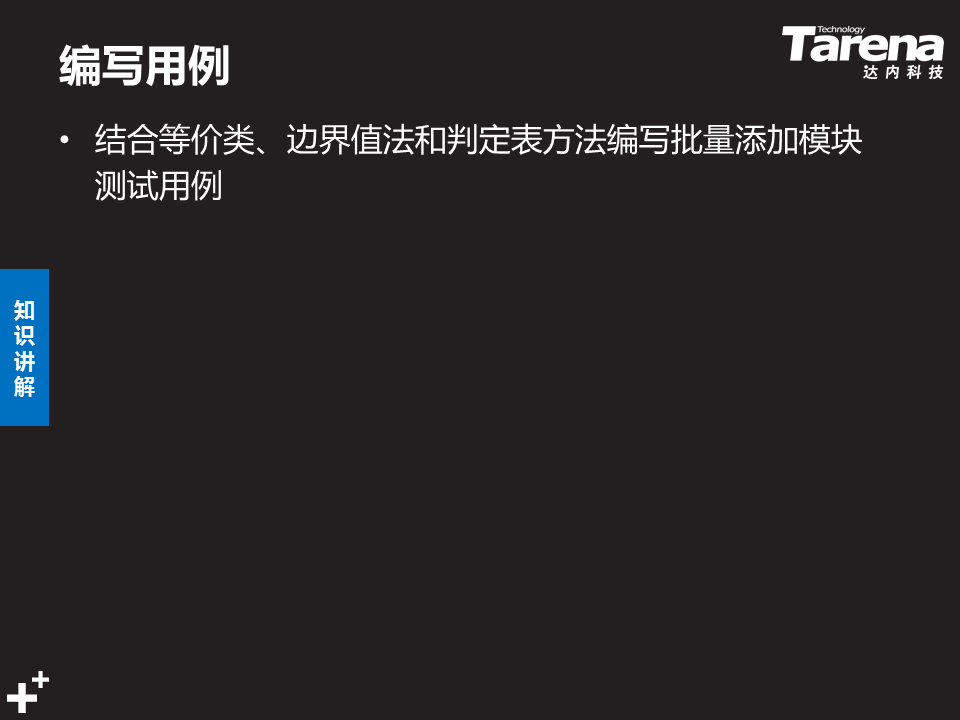 编写用例
Technology
Tarena
达内科技
• 结合等价类、边界值法和判定表方法编写批量添加模块
测试用例
知
识
讲
解